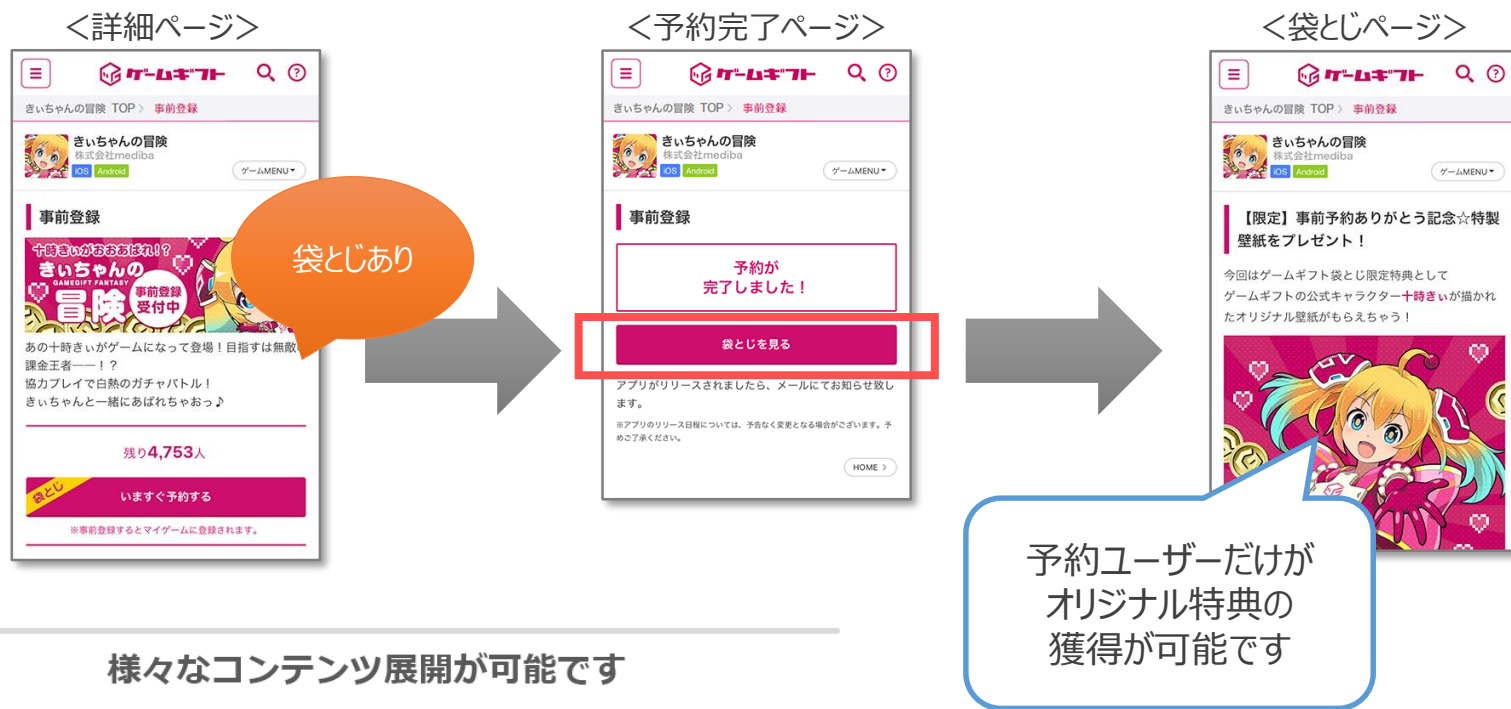 ＜詳細ページ＞
ゲームギフト
きぃちゃんの冒険 TOP 〉 事前登録
きぃちゃんの冒険
株式会社mediba
iOS Android
ゲームMENU▼
事前登録
十時きぃがおおあばれ!?
きぃちゃんの
GAMEGIFT FANTASY
冒険
事前登録
受付中
袋とじあり
あの十時きぃがゲームになって登場！目指すは無敵
課金王者——！？
協力プレイで白熱のガチャバトル！
きぃちゃんと一緒にあばれちゃおっ♪
残り4,753人
袋とじ
いますぐ予約する
※事前登録するとマイゲームに登録されます。
＜予約完了ページ＞
ゲームギフト
きぃちゃんの冒険 TOP 〉 事前登録
きぃちゃんの冒険
株式会社mediba
iOS Android
ゲームMENU▼
事前登録
予約が
完了しました！
袋とじを見る
アプリがリリースされましたら、メールにてお知らせ致し
ます。
※アプリのリリース日程については、予告なく変更となる場合がございます。予
めご了承ください。
HOME 〉
＜袋とじページ＞
ゲームギフト
きぃちゃんの冒険 TOP 〉 事前登録
きぃちゃんの冒険
株式会社mediba
iOS Android
ゲームMENU▼
【限定】事前予約ありがとう記念☆特製
壁紙をプレゼント！
今回はゲームギフト袋とじ限定特典として
ゲームギフトの公式キャラクター十時きぃが描かれ
たオリジナル壁紙がもらえちゃう！
予約ユーザーだけが
オリジナル特典の
獲得が可能です
様々なコンテンツ展開が可能です